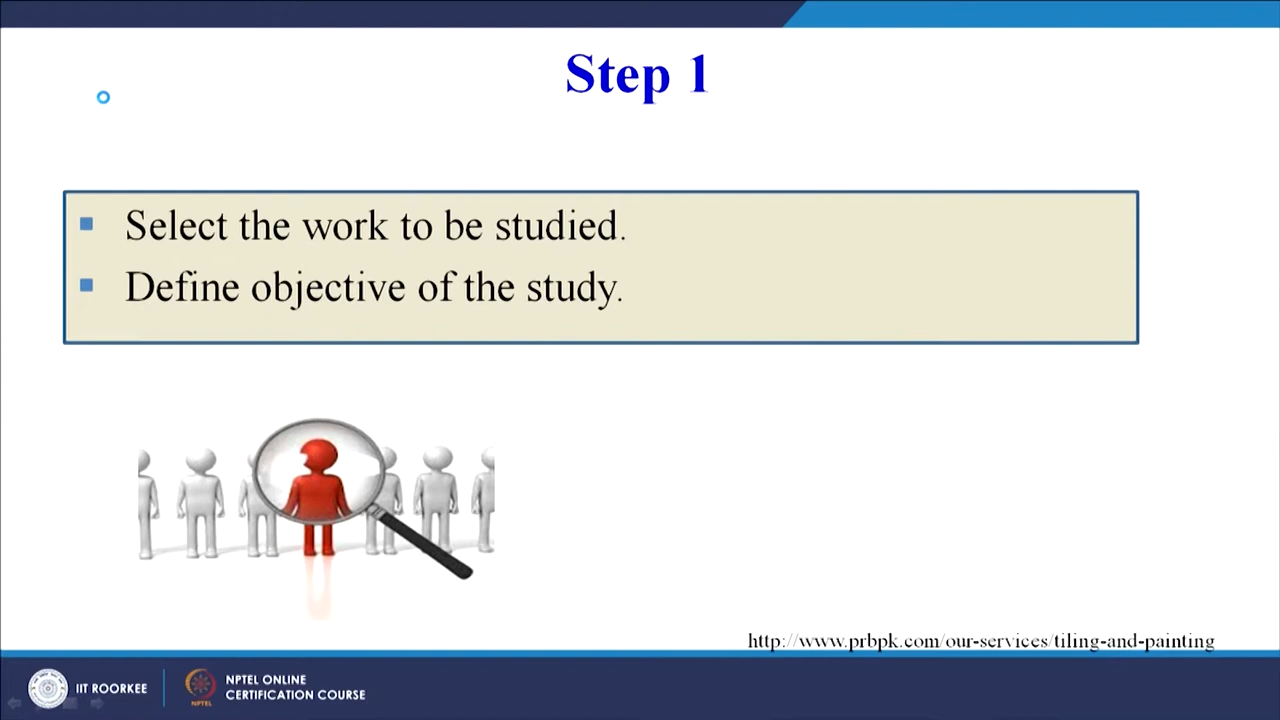 Step 1
Select the work to be studied.
Define objective of the study.
http://www.prbpk.com/our-services/tiling-and-painting
IIT ROORKEE
NPTEL
NPTEL ONLINE
CERTIFICATION COURSE